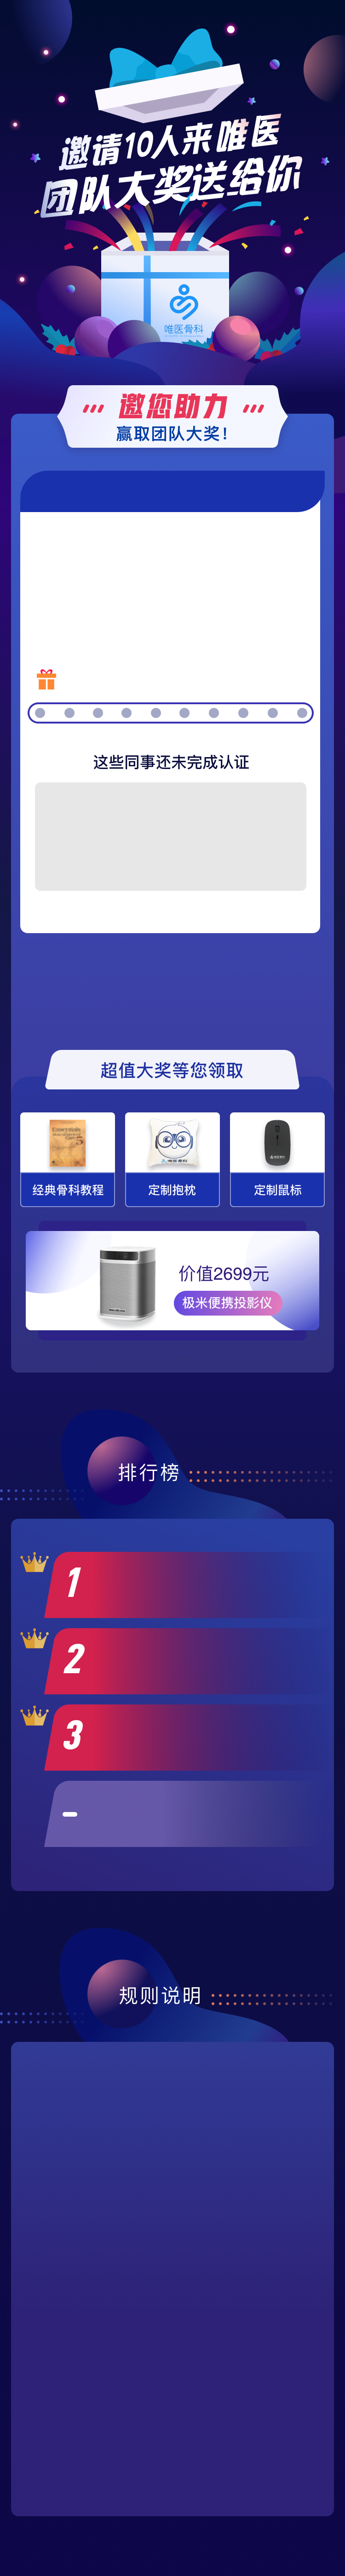 邀请10人来唯医
团队大奖送给你
唯医骨科
邀您助力
赢取团队大奖!
这些同事还未完成认证
超值大奖等您领取
唯医骨科
经典骨科教程
定制抱枕
定制鼠标
价值2699元
极米便携投影仪
排行榜
1
2
3
规则说明